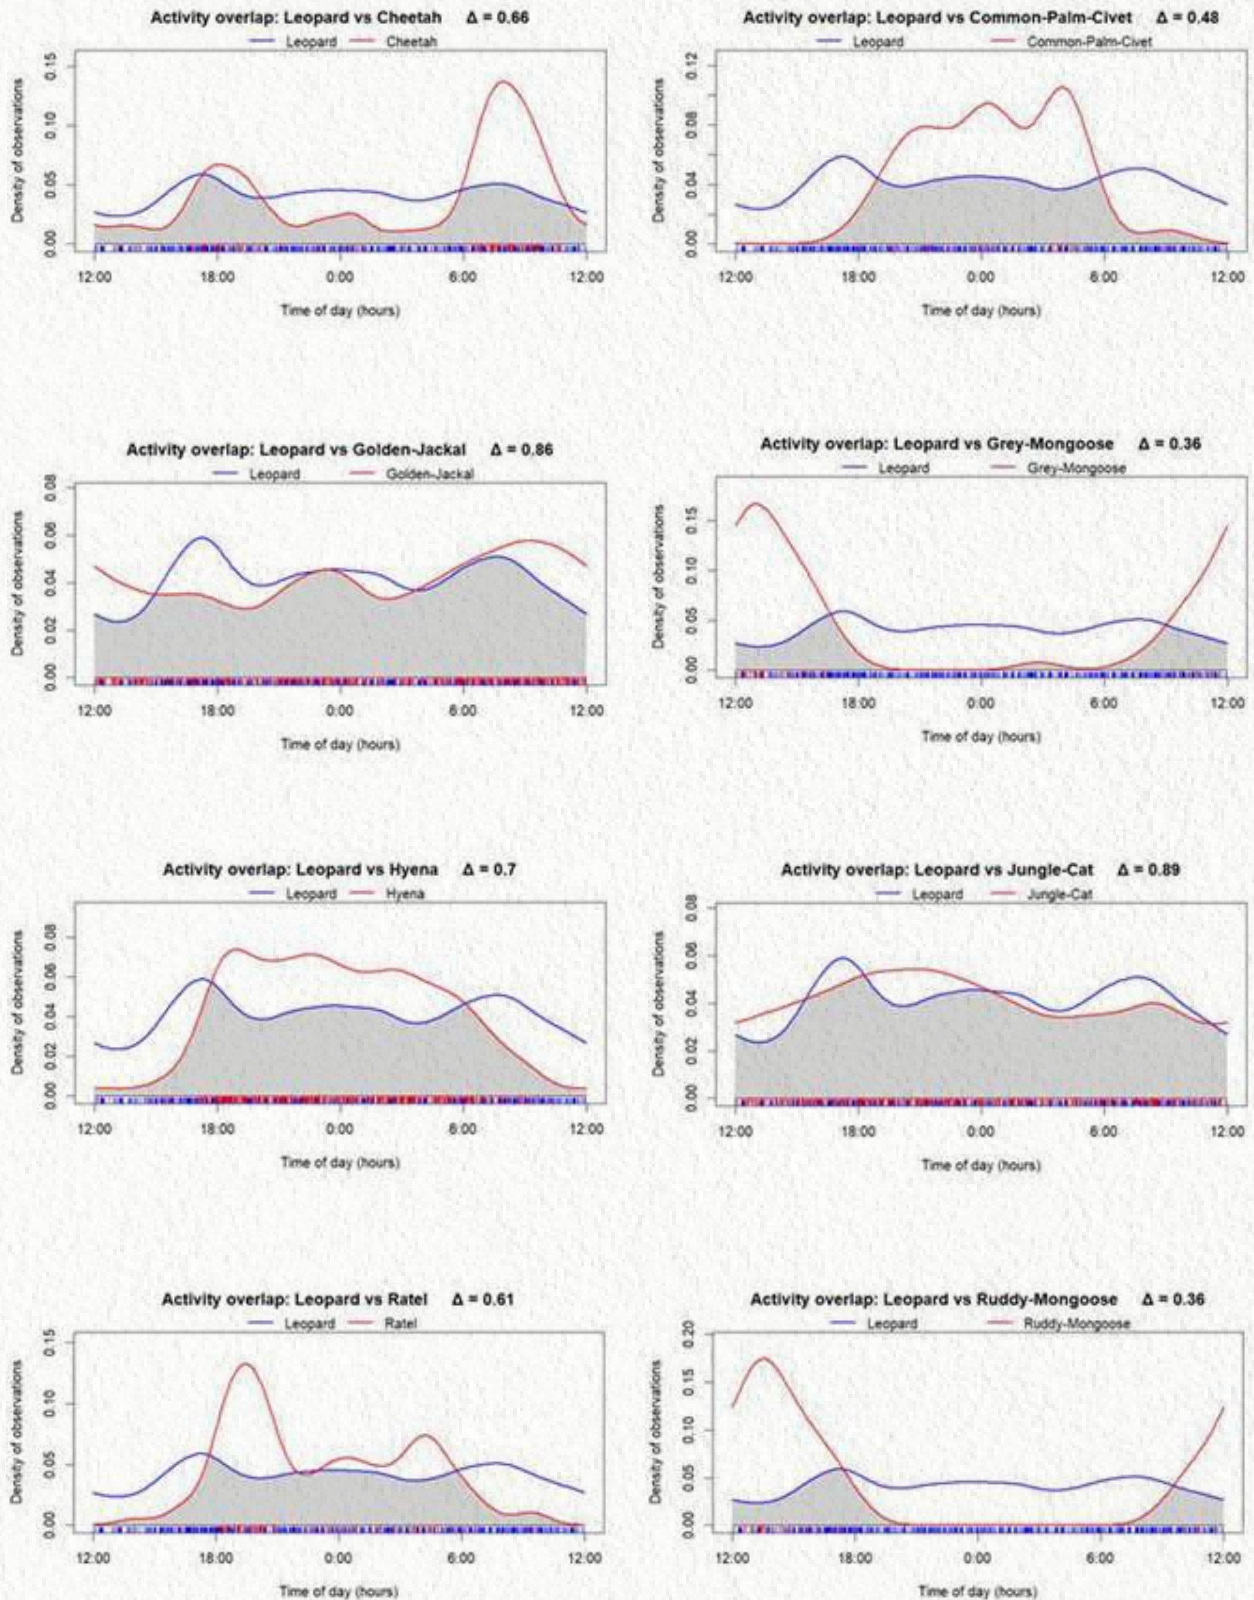 Activity overlap: Leopard vs Cheetah Δ = 0.66
Leopard Cheetah
Density of observations
0.00 0.05 0.10 0.15
12:00 18:00 0:00 6:00 12:00
Time of day (hours)
Activity overlap: Leopard vs Common-Palm-Civet Δ = 0.48
Leopard Common-Palm-Civet
Density of observations
0.00 0.04 0.08 0.12
12:00 18:00 0:00 6:00 12:00
Time of day (hours)
Activity overlap: Leopard vs Golden-Jackal Δ = 0.86
Leopard Golden-Jackal
Density of observations
0.00 0.02 0.04 0.06 0.08
12:00 18:00 0:00 6:00 12:00
Time of day (hours)
Activity overlap: Leopard vs Grey-Mongoose Δ = 0.36
Leopard Grey-Mongoose
Density of observations
0.00 0.05 0.10 0.15
12:00 18:00 0:00 6:00 12:00
Time of day (hours)
Activity overlap: Leopard vs Hyena Δ = 0.7
Leopard Hyena
Density of observations
0.00 0.02 0.04 0.06 0.08
12:00 18:00 0:00 6:00 12:00
Time of day (hours)
Activity overlap: Leopard vs Jungle-Cat Δ = 0.89
Leopard Jungle-Cat
Density of observations
0.00 0.02 0.04 0.06 0.08
12:00 18:00 0:00 6:00 12:00
Time of day (hours)
Activity overlap: Leopard vs Ratel Δ = 0.61
Leopard Ratel
Density of observations
0.00 0.05 0.10 0.15
12:00 18:00 0:00 6:00 12:00
Time of day (hours)
Activity overlap: Leopard vs Ruddy-Mongoose Δ = 0.36
Leopard Ruddy-Mongoose
Density of observations
0.00 0.05 0.10 0.15 0.20
12:00 18:00 0:00 6:00 12:00
Time of day (hours)